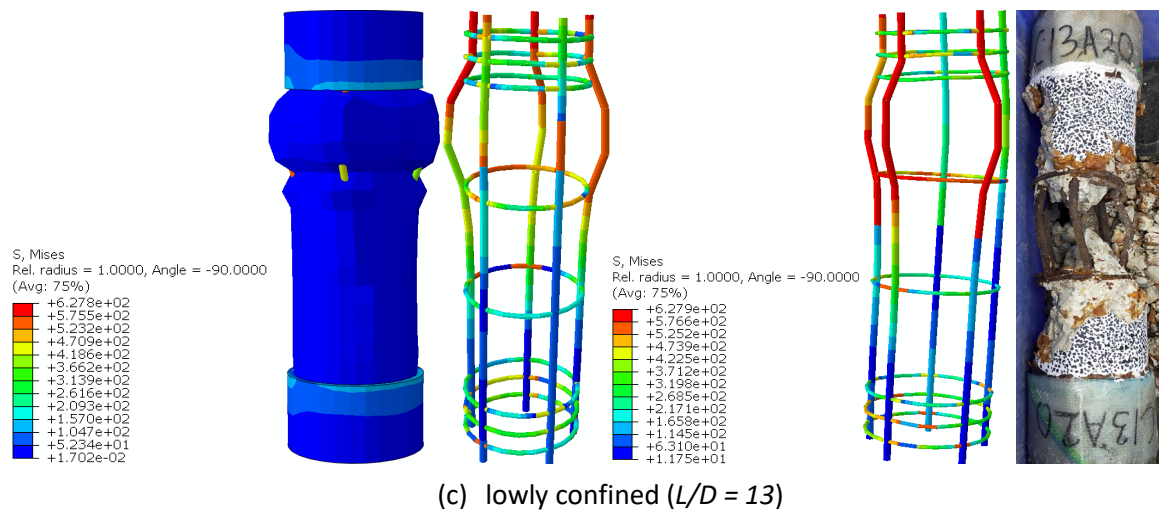 S, Mises
Rel. radius = 1.0000, Angle = -90.0000
(Avg: 75%)
+6.278e+02
+5.755e+02
+5.232e+02
+4.709e+02
+4.186e+02
+3.662e+02
+3.139e+02
+2.616e+02
+2.093e+02
+1.570e+02
+1.047e+02
+5.234e+01
+1.702e-02
S, Mises
Rel. radius = 1.0000, Angle = -90.0000
(Avg: 75%)
+6.279e+02
+5.766e+02
+5.252e+02
+4.739e+02
+4.225e+02
+3.712e+02
+3.198e+02
+2.685e+02
+2.171e+02
+1.658e+02
+1.145e+02
+6.310e+01
+1.175e+01
L13A20
L13A20
(c) lowly confined (L/D = 13)